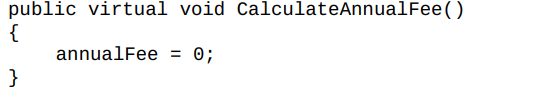 public virtual void CalculateAnnualFee()
{
    annualFee = 0;
}